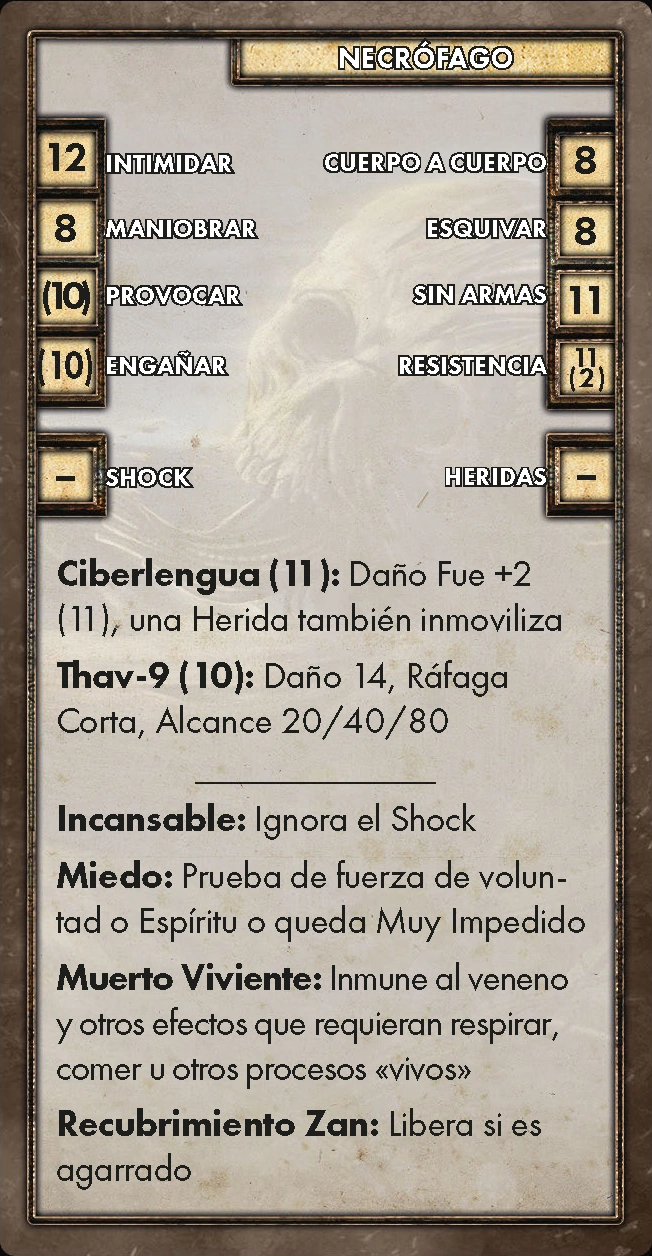 NECRÓFAGO
12 INTIMIDAR CUERPO A CUERPO 8
8 MANIOBRAR ESQUIVAR 8
(10) PROVOCAR SIN ARMAS 11
(10) ENGAÑAR RESISTENCIA 11 (2)
– SHOCK HERIDAS –
Ciberlengua (11): Daño Fue +2
(11), una Herida también inmoviliza
Thav-9 (10): Daño 14, Ráfaga
Corta, Alcance 20/40/80
Incansable: Ignora el Shock
Miedo: Prueba de fuerza de volun-
tad o Espíritu o queda Muy Impedido
Muerto Viviente: Inmune al veneno
y otros efectos que requieran respirar,
comer u otros procesos «vivos»
Recubrimiento Zan: Libera si es
agarrado